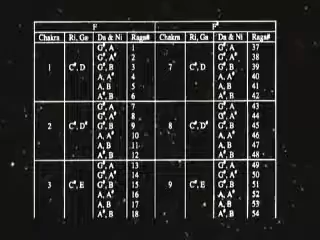 F F#
Chakra Ri, Ga Da & Ni Raga# Chakra Ri, Ga Da & Ni Raga#
G#, A 1 G#, A 37
G#, A# 2 G#, A# 38
1 C#, D G#, B 3 7 C#, D G#, B 39
A, A# 4 A, A# 40
A, B 5 A, B 41
A#, B 6 A#, B 42
G#, A 7 G#, A 43
G#, A# 8 G#, A# 44
2 C#, D# G#, B 9 8 C#, D# G#, B 45
A, A# 10 A, A# 46
A, B 11 A, B 47
A#, B 12 A#, B 48
G#, A 13 G#, A 49
G#, A# 14 G#, A# 50
3 C#, E G#, B 15 9 C#, E G#, B 51
A, A# 16 A, A# 52
A, B 17 A, B 53
A#, B 18 A#, B 54